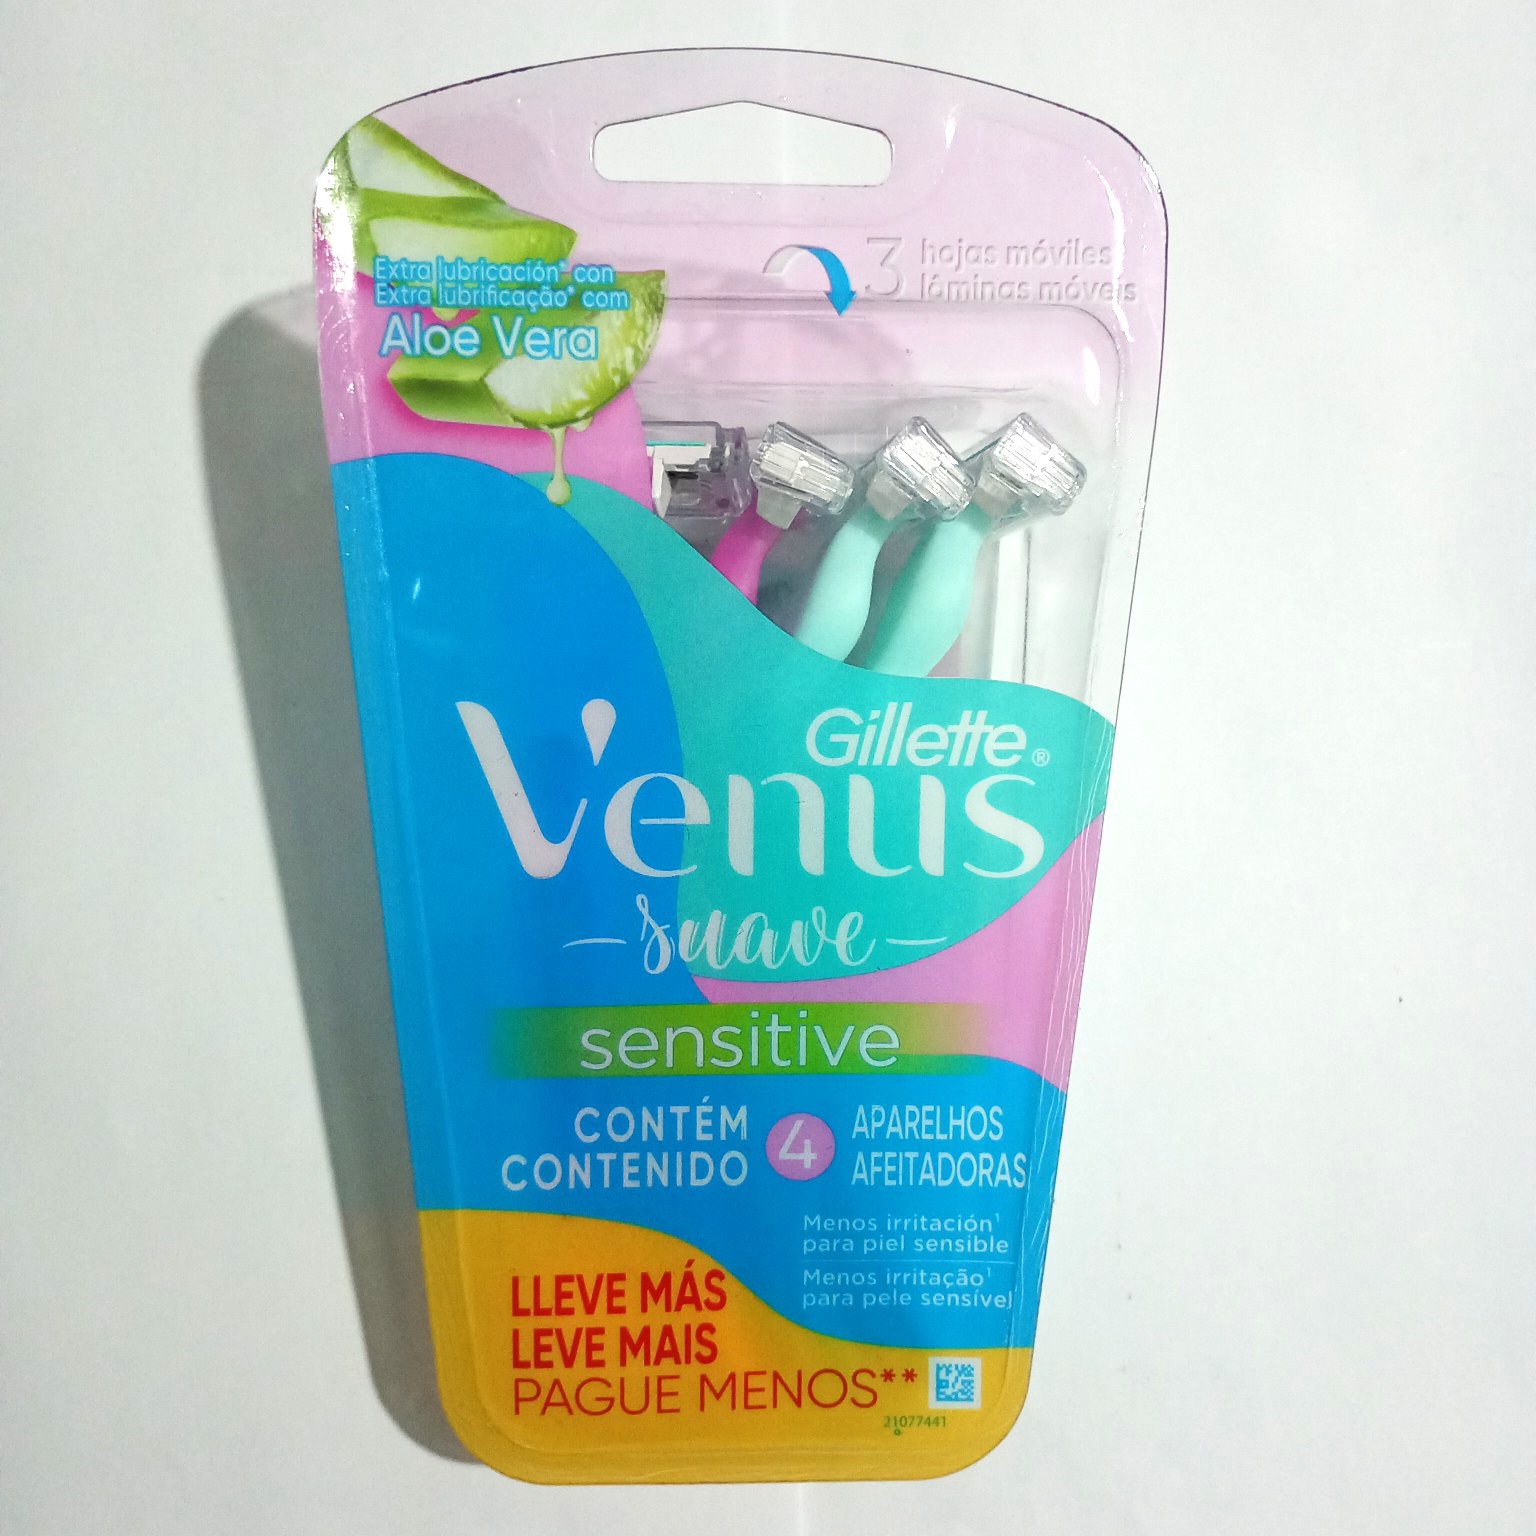 3 hojas móviles
láminas móveis
Extra lubricación* con
Extra lubrificação* com
Aloe Vera
Gillette®
Venus
suave
sensitive
CONTÉM 4 APARELHOS
CONTENIDO AFEITADORAS
Menos irritación¹
para piel sensible
Menos irritação¹
para pele sensível
LLEVE MÁS
LEVE MAIS
PAGUE MENOS**
21077441